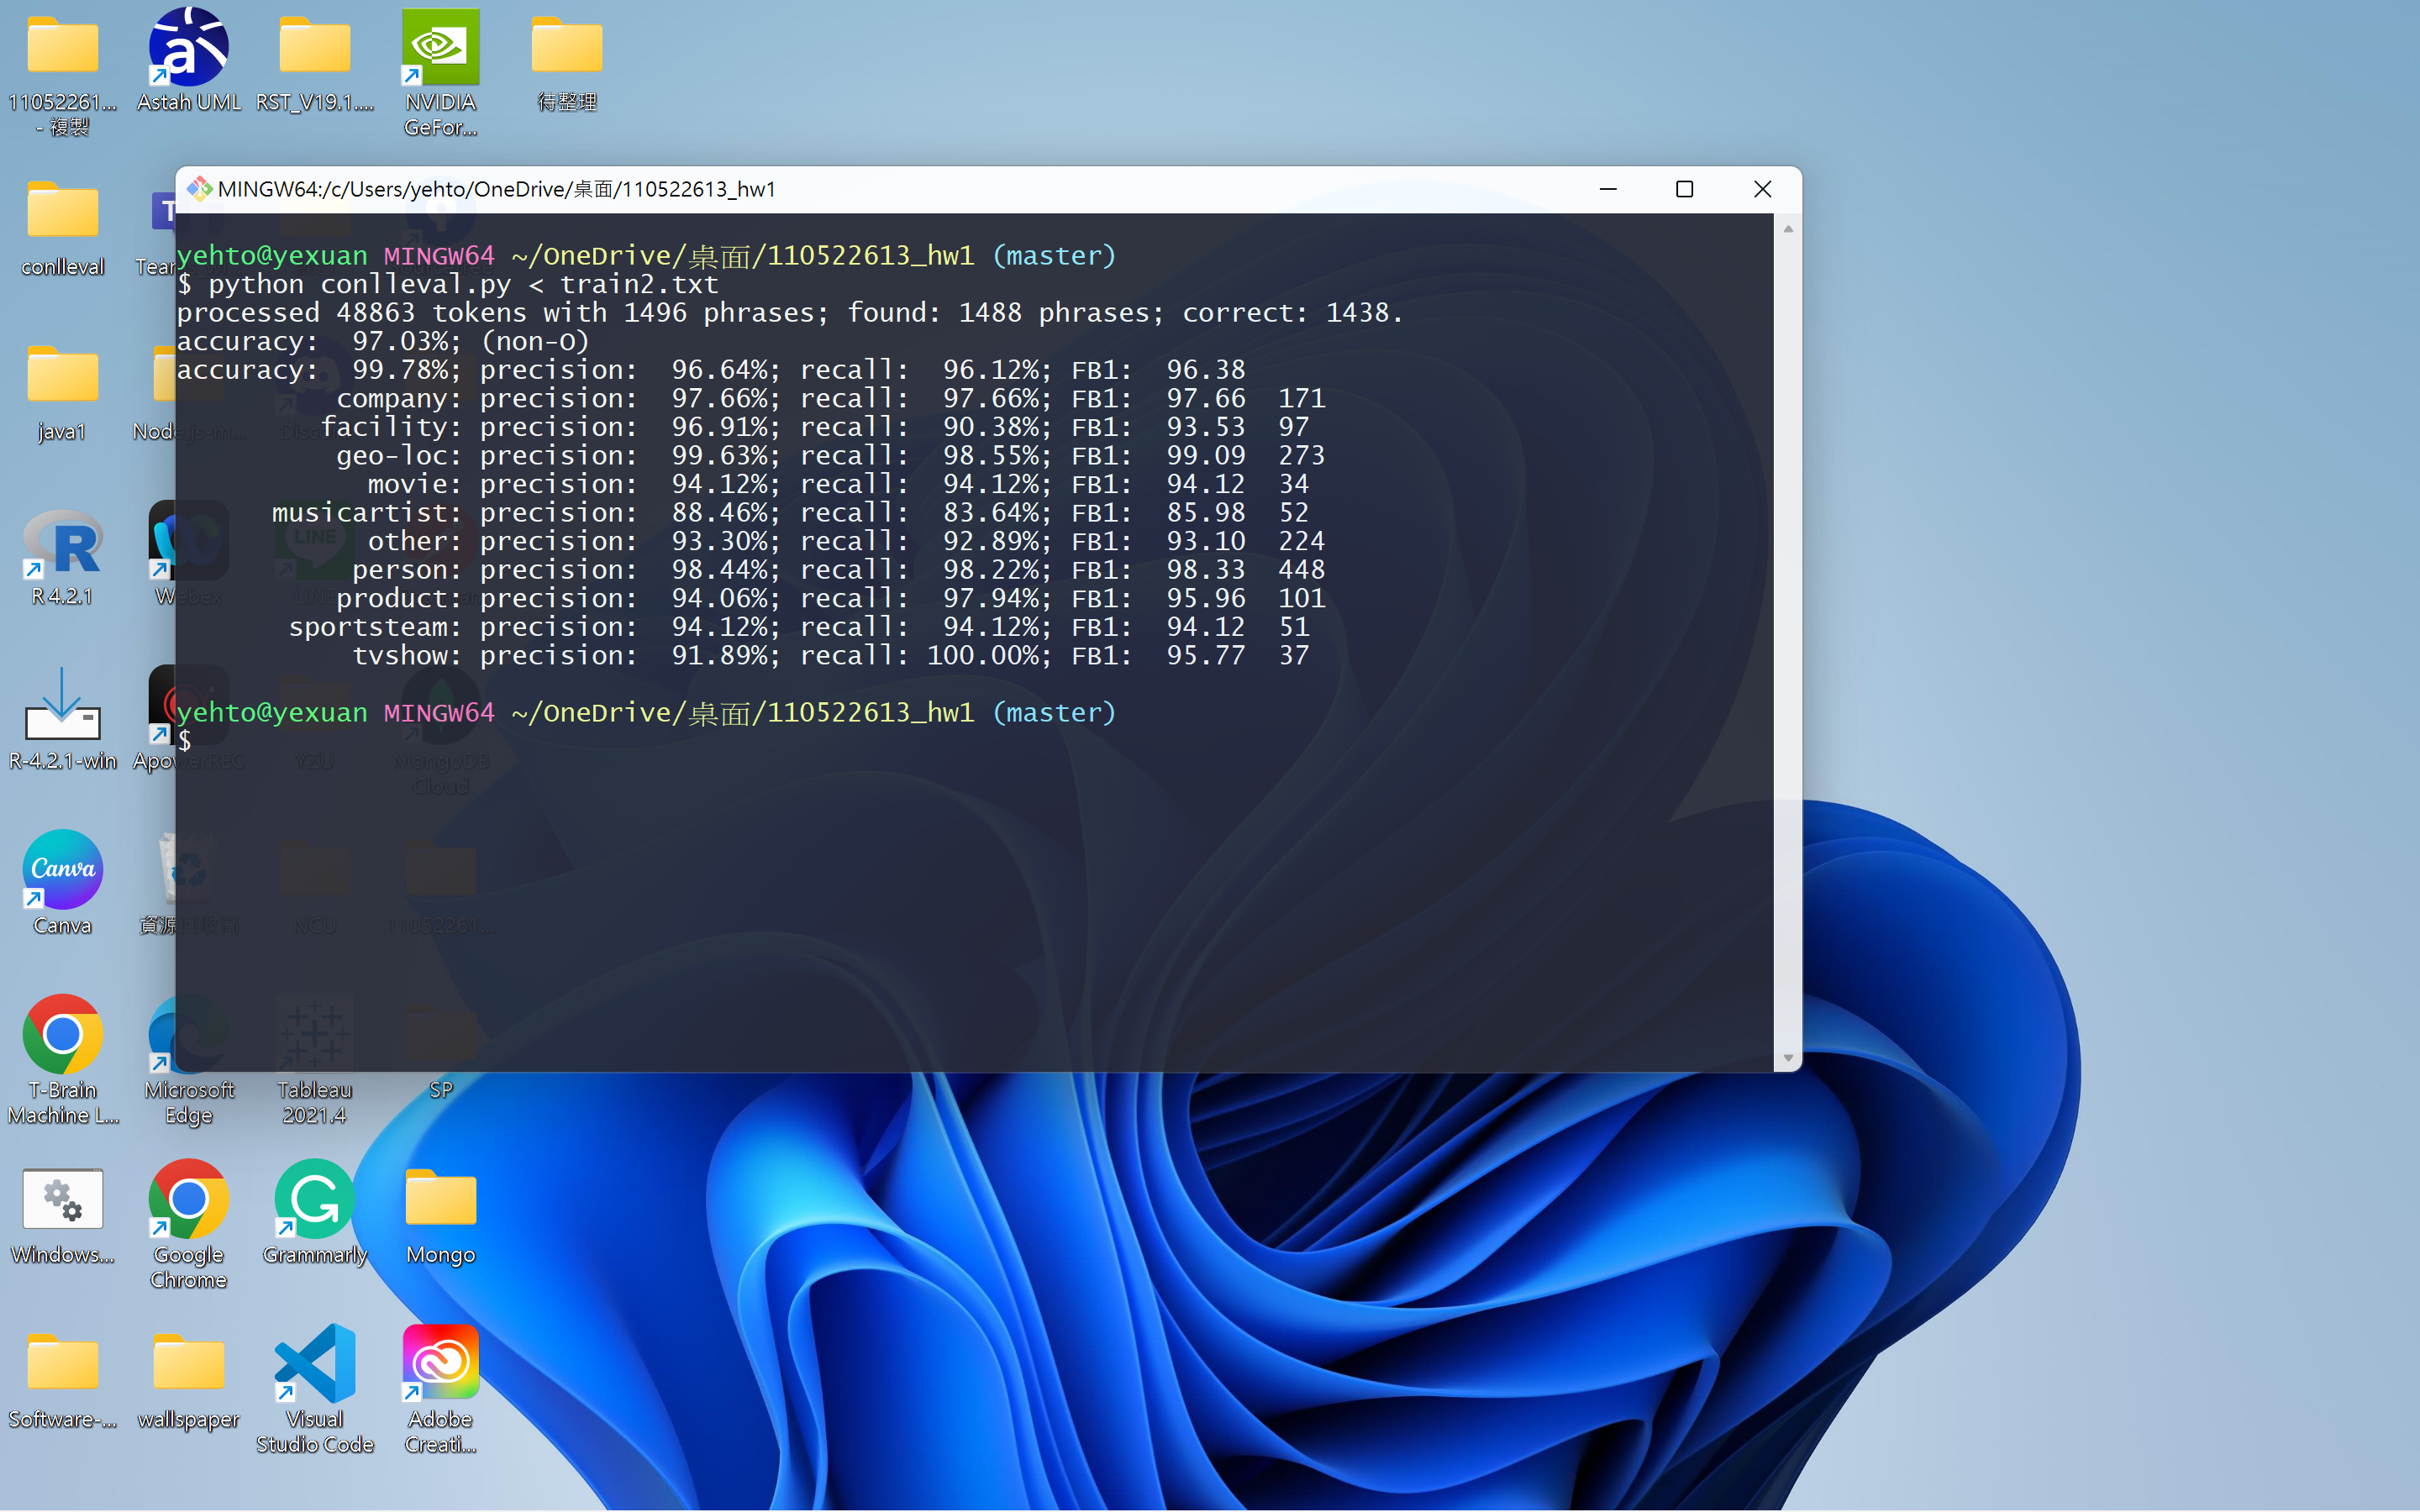 11052261...
- 複製
Astah UML
RST_V19.1....
NVIDIA
GeFor...
待整理
MINGW64:/c/Users/yehto/OneDrive/桌面/110522613_hw1
yehto@yexuan MINGW64 ~/OneDrive/桌面/110522613_hw1 (master)
$ python conlleval.py < train2.txt
processed 48863 tokens with 1496 phrases; found: 1488 phrases; correct: 1438.
accuracy:  97.03%; (non-O)
accuracy:  99.78%; precision:  96.64%; recall:  96.12%; FB1:  96.38
company: precision:  97.66%; recall:  97.66%; FB1:  97.66  171
facility: precision:  96.91%; recall:  90.38%; FB1:  93.53  97
geo-loc: precision:  99.63%; recall:  98.55%; FB1:  99.09  273
movie: precision:  94.12%; recall:  94.12%; FB1:  94.12  34
musicartist: precision:  88.46%; recall:  83.64%; FB1:  85.98  52
other: precision:  93.30%; recall:  92.89%; FB1:  93.10  224
person: precision:  98.44%; recall:  98.22%; FB1:  98.33  448
product: precision:  94.06%; recall:  97.94%; FB1:  95.96  101
sportsteam: precision:  94.12%; recall:  94.12%; FB1:  94.12  51
tvshow: precision:  91.89%; recall: 100.00%; FB1:  95.77  37
yehto@yexuan MINGW64 ~/OneDrive/桌面/110522613_hw1 (master)
$
conlleval
java1
R 4.2.1
Webex
LINE
LINE
R-4.2.1-win
ApowerREC
YZU
MongoDB
Cloud
Canva
Canva
NCU
11052261...
T-Brain
Machine L...
Microsoft
Edge
Tableau
2021.4
SP
Windows...
Google
Chrome
Grammarly
Mongo
Software-...
wallspaper
Visual
Studio Code
Adobe
Creati...